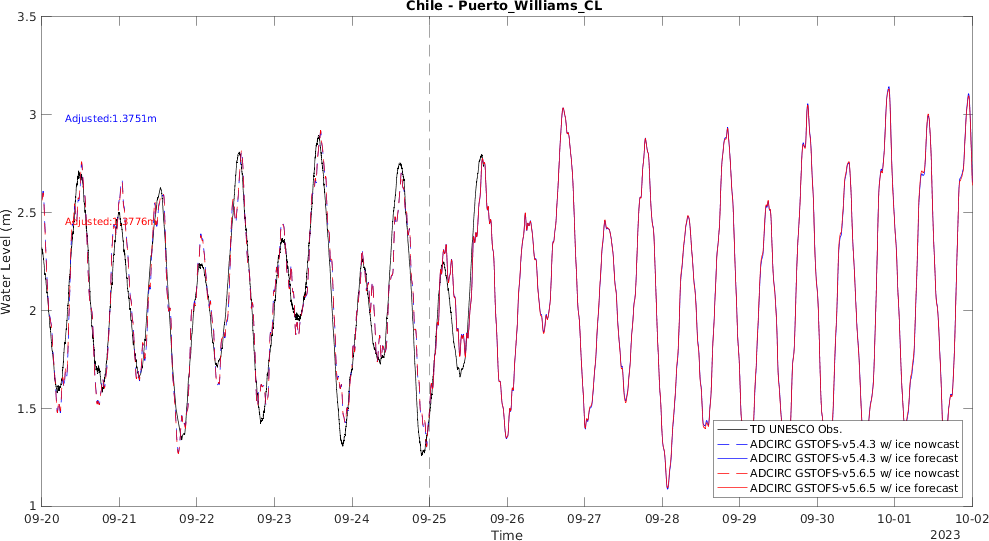 Chile - Puerto_Williams_CL
3.5
3
2.5
2
1.5
1
Water Level (m)
Adjusted:1.3751m
Adjusted:1.3776m
TD UNESCO Obs.
ADCIRC GSTOFS-v5.4.3 w/ ice nowcast
ADCIRC GSTOFS-v5.4.3 w/ ice forecast
ADCIRC GSTOFS-v5.6.5 w/ ice nowcast
ADCIRC GSTOFS-v5.6.5 w/ ice forecast
09-20 09-21 09-22 09-23 09-24 09-25 09-26 09-27 09-28 09-29 09-30 10-01 10-02
Time
2023